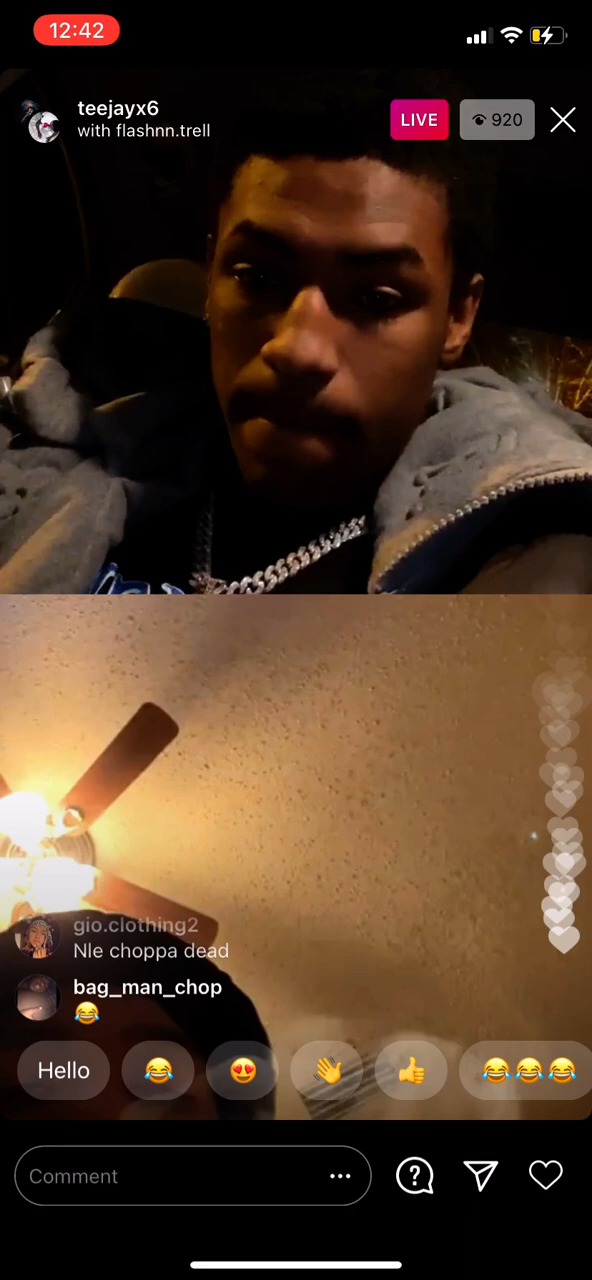 12:42
teejayx6
with flashnn.trell
LIVE
920
gio.clothing2
Nle choppa dead
bag_man_chop
😂
Hello 😂 😍 👋 👍 😂😂😂
Comment